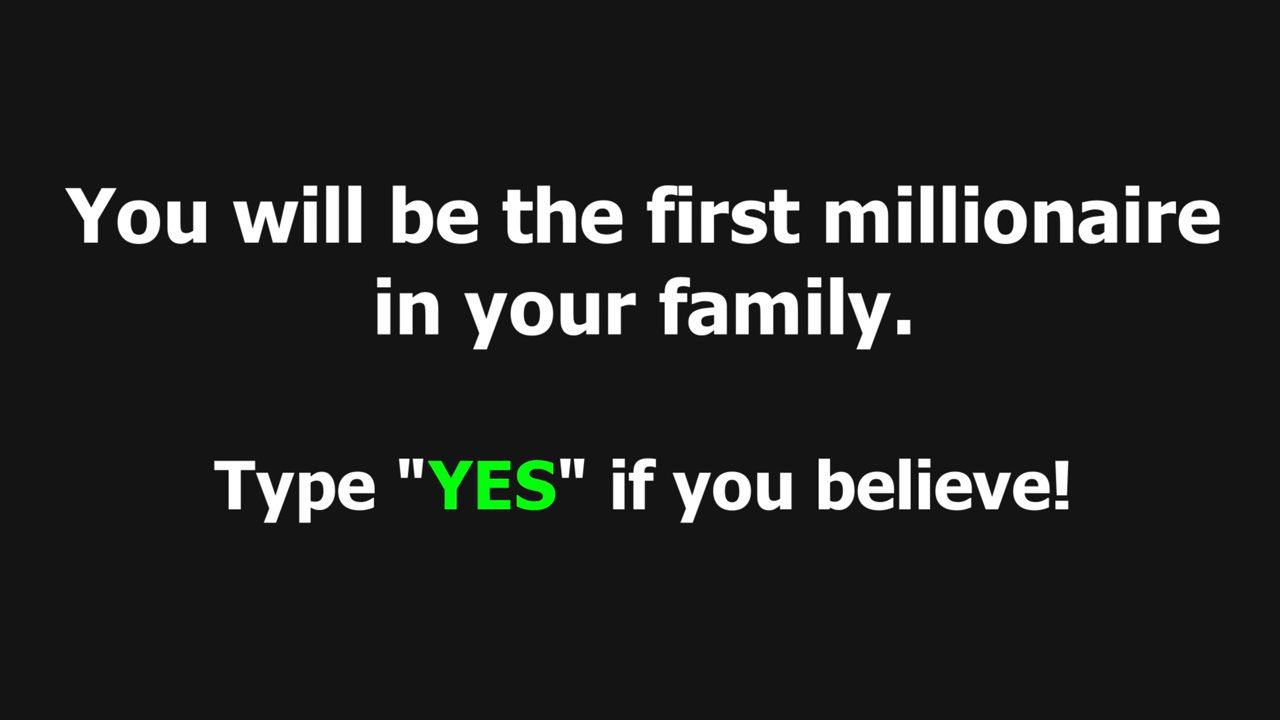 You will be the first millionaire
in your family.
Type "YES" if you believe!